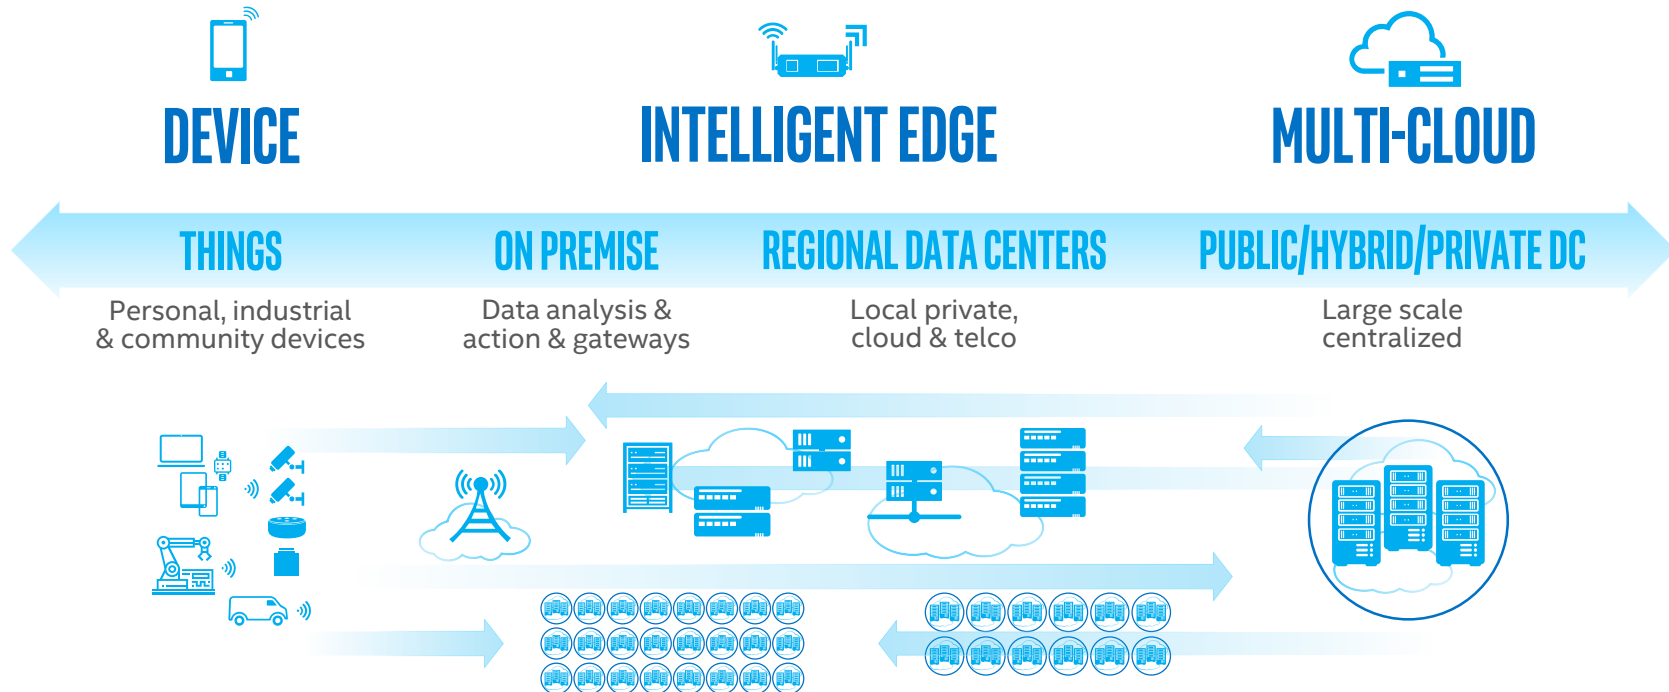 DEVICE
INTELLIGENT EDGE
MULTI-CLOUD
THINGS
ON PREMISE
REGIONAL DATA CENTERS
PUBLIC/HYBRID/PRIVATE DC
Personal, industrial
& community devices
Data analysis &
action & gateways
Local private,
cloud & telco
Large scale
centralized